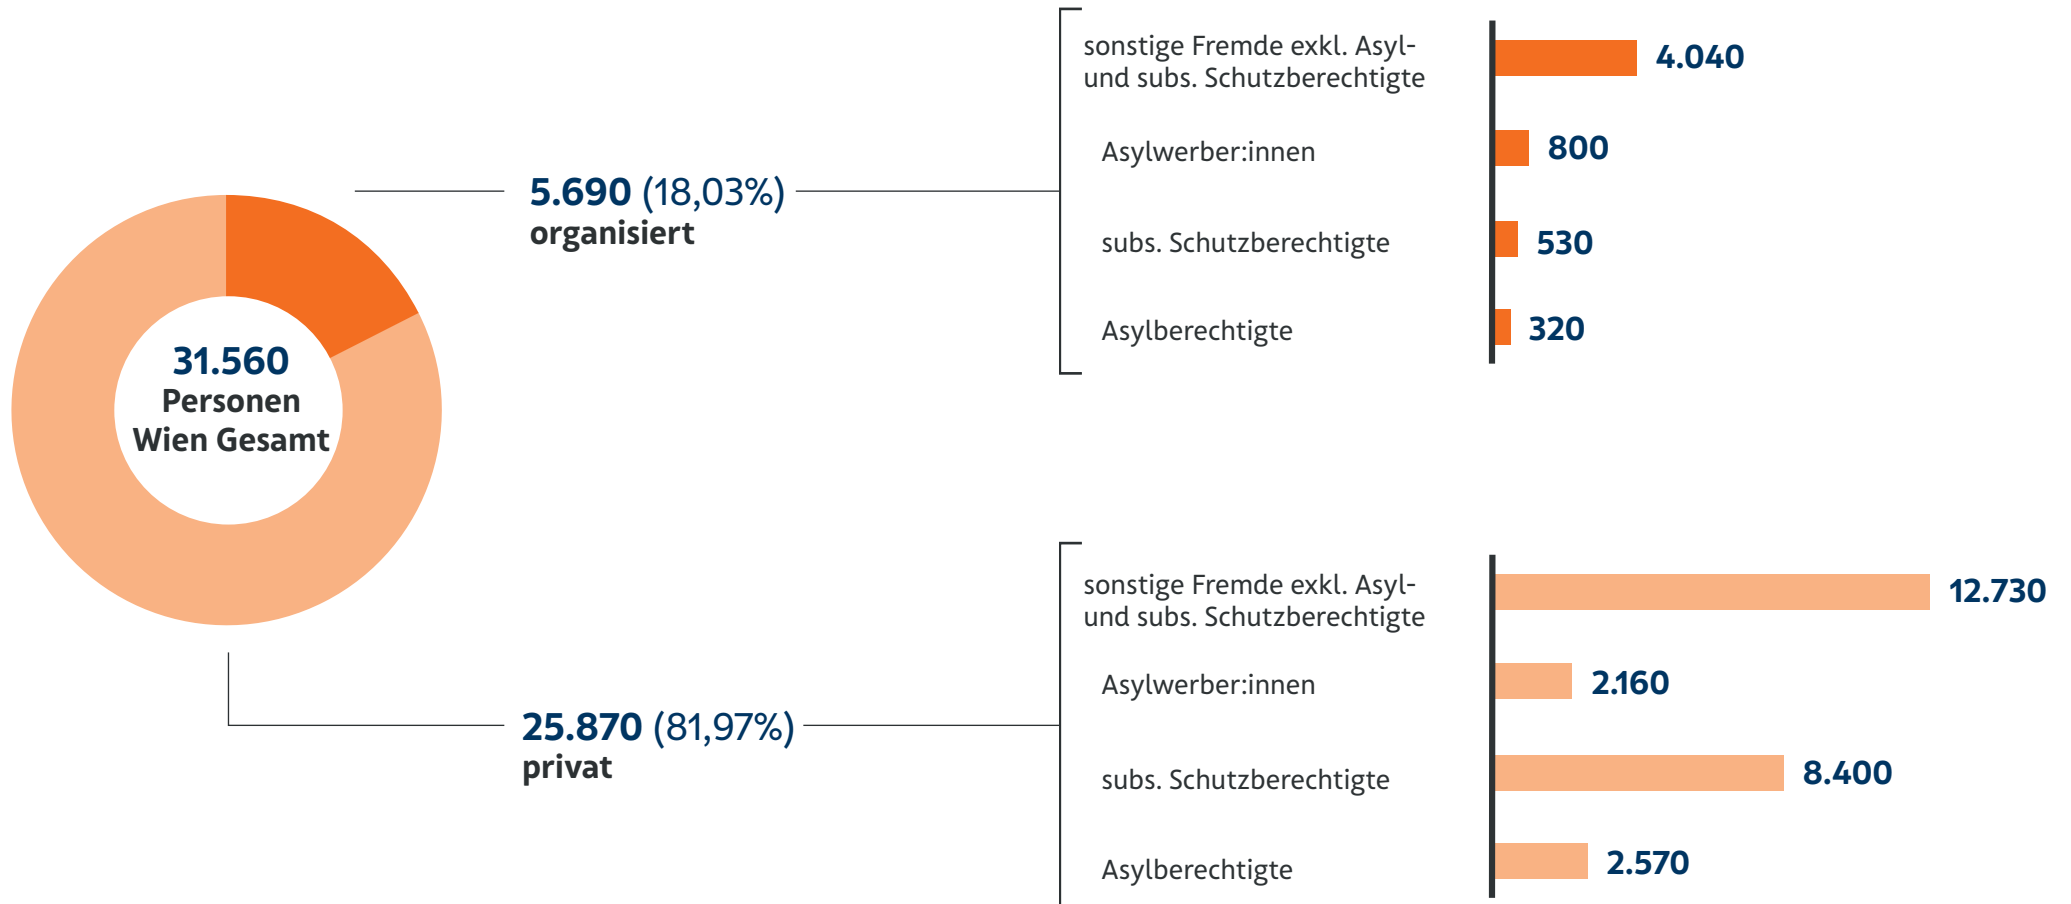 31.560
Personen
Wien Gesamt
5.690 (18,03%)
organisiert
sonstige Fremde exkl. Asyl-
und subs. Schutzberechtigte
4.040
Asylwerber:innen
800
subs. Schutzberechtigte
530
Asylberechtigte
320
25.870 (81,97%)
privat
sonstige Fremde exkl. Asyl-
und subs. Schutzberechtigte
12.730
Asylwerber:innen
2.160
subs. Schutzberechtigte
8.400
Asylberechtigte
2.570